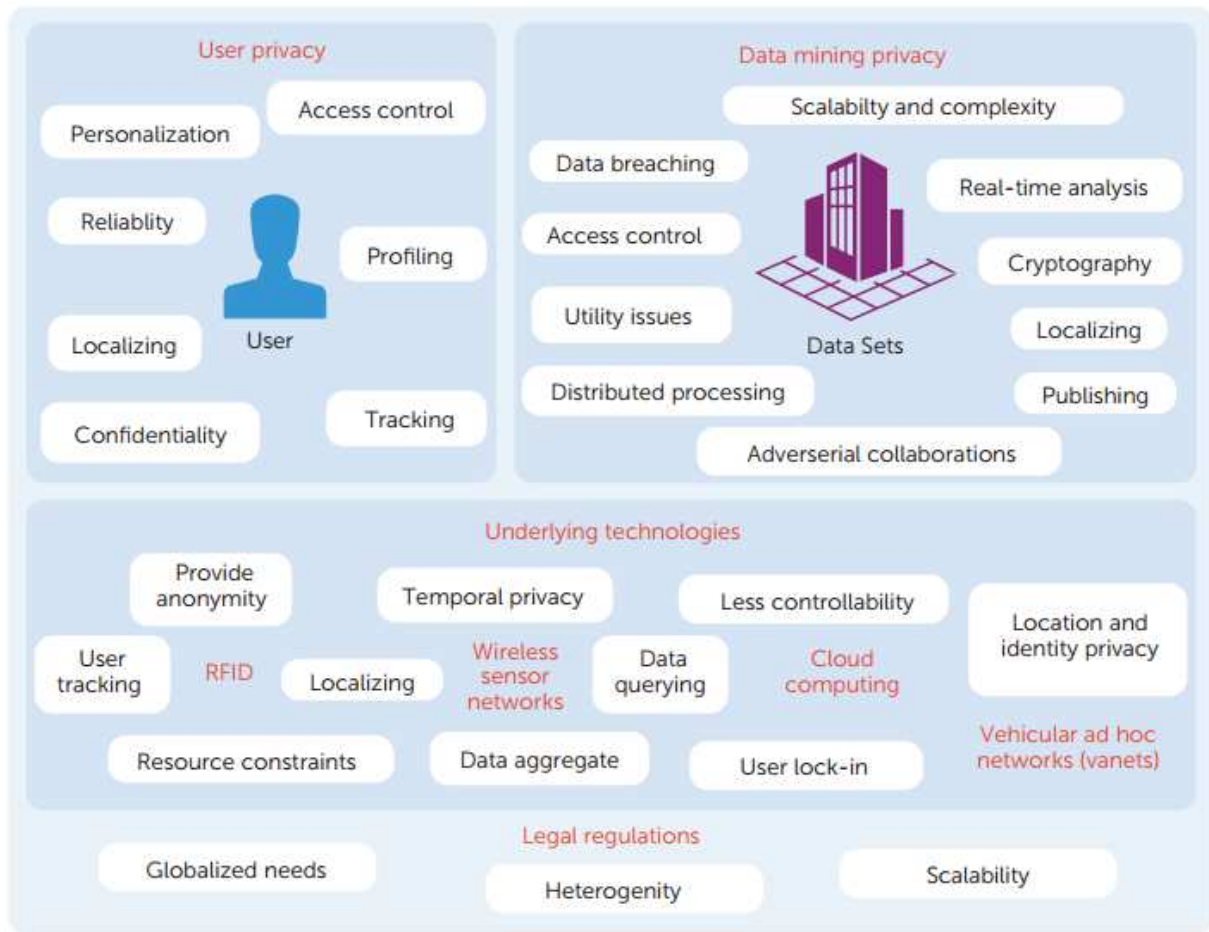 User privacy
Access control
Personalization
Reliablity
Profiling
User
Localizing
Tracking
Confidentiality
Data mining privacy
Scalabilty and complexity
Data breaching
Real-time analysis
Access control
Cryptography
Utility issues
Localizing
Data Sets
Distributed processing
Publishing
Adverserial collaborations
Underlying technologies
Provide
anonymity
Temporal privacy
Less controllability
Location and
identity privacy
User
tracking
RFID
Localizing
Wireless
sensor
networks
Data
querying
Cloud
computing
Vehicular ad hoc
networks (vanets)
Resource constraints
Data aggregate
User lock-in
Legal regulations
Globalized needs
Heterogenity
Scalability